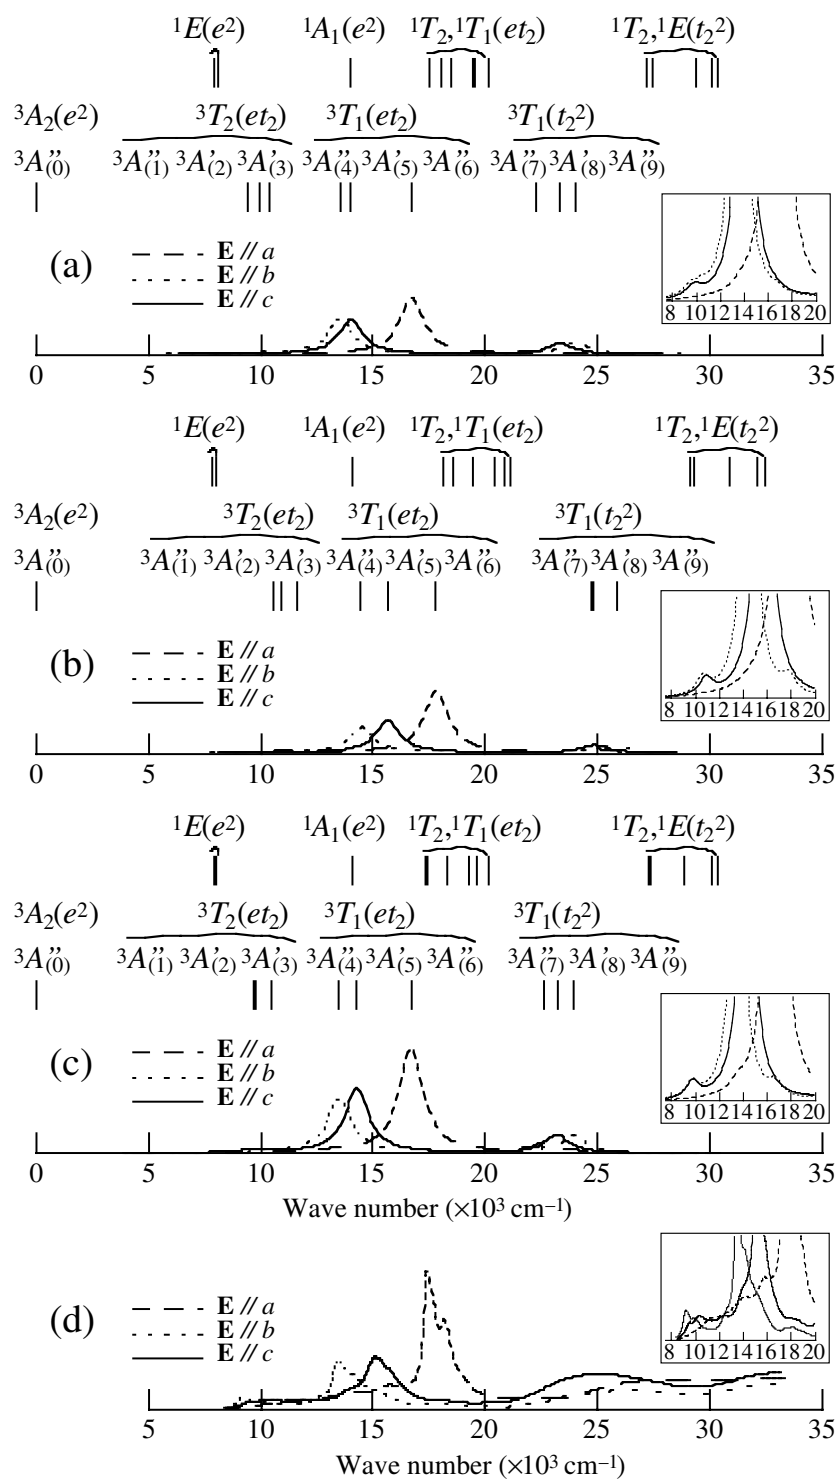 ¹E(e²) ¹A₁(e²) ¹T₂,¹T₁(et₂) ¹T₂,¹E(t₂²)
³A₂(e²) ³T₂(et₂) ³T₁(et₂) ³T₁(t₂²)
³A″₍₀₎ ³A″₍₁₎ ³A′₍₂₎ ³A′₍₃₎ ³A″₍₄₎ ³A′₍₅₎ ³A″₍₆₎ ³A″₍₇₎ ³A′₍₈₎ ³A″₍₉₎
(a)
E // a
E // b
E // c
8 10 12 14 16 18 20
0 5 10 15 20 25 30 35
¹E(e²) ¹A₁(e²) ¹T₂,¹T₁(et₂) ¹T₂,¹E(t₂²)
³A₂(e²) ³T₂(et₂) ³T₁(et₂) ³T₁(t₂²)
³A″₍₀₎ ³A″₍₁₎ ³A′₍₂₎ ³A′₍₃₎ ³A″₍₄₎ ³A′₍₅₎ ³A″₍₆₎ ³A″₍₇₎ ³A′₍₈₎ ³A″₍₉₎
(b)
E // a
E // b
E // c
8 10 12 14 16 18 20
0 5 10 15 20 25 30 35
¹E(e²) ¹A₁(e²) ¹T₂,¹T₁(et₂) ¹T₂,¹E(t₂²)
³A₂(e²) ³T₂(et₂) ³T₁(et₂) ³T₁(t₂²)
³A″₍₀₎ ³A″₍₁₎ ³A′₍₂₎ ³A′₍₃₎ ³A″₍₄₎ ³A′₍₅₎ ³A″₍₆₎ ³A″₍₇₎ ³A′₍₈₎ ³A″₍₉₎
(c)
E // a
E // b
E // c
8 10 12 14 16 18 20
0 5 10 15 20 25 30 35
Wave number (×10³ cm⁻¹)
(d)
E // a
E // b
E // c
8 10 12 14 16 18 20
5 10 15 20 25 30 35
Wave number (×10³ cm⁻¹)